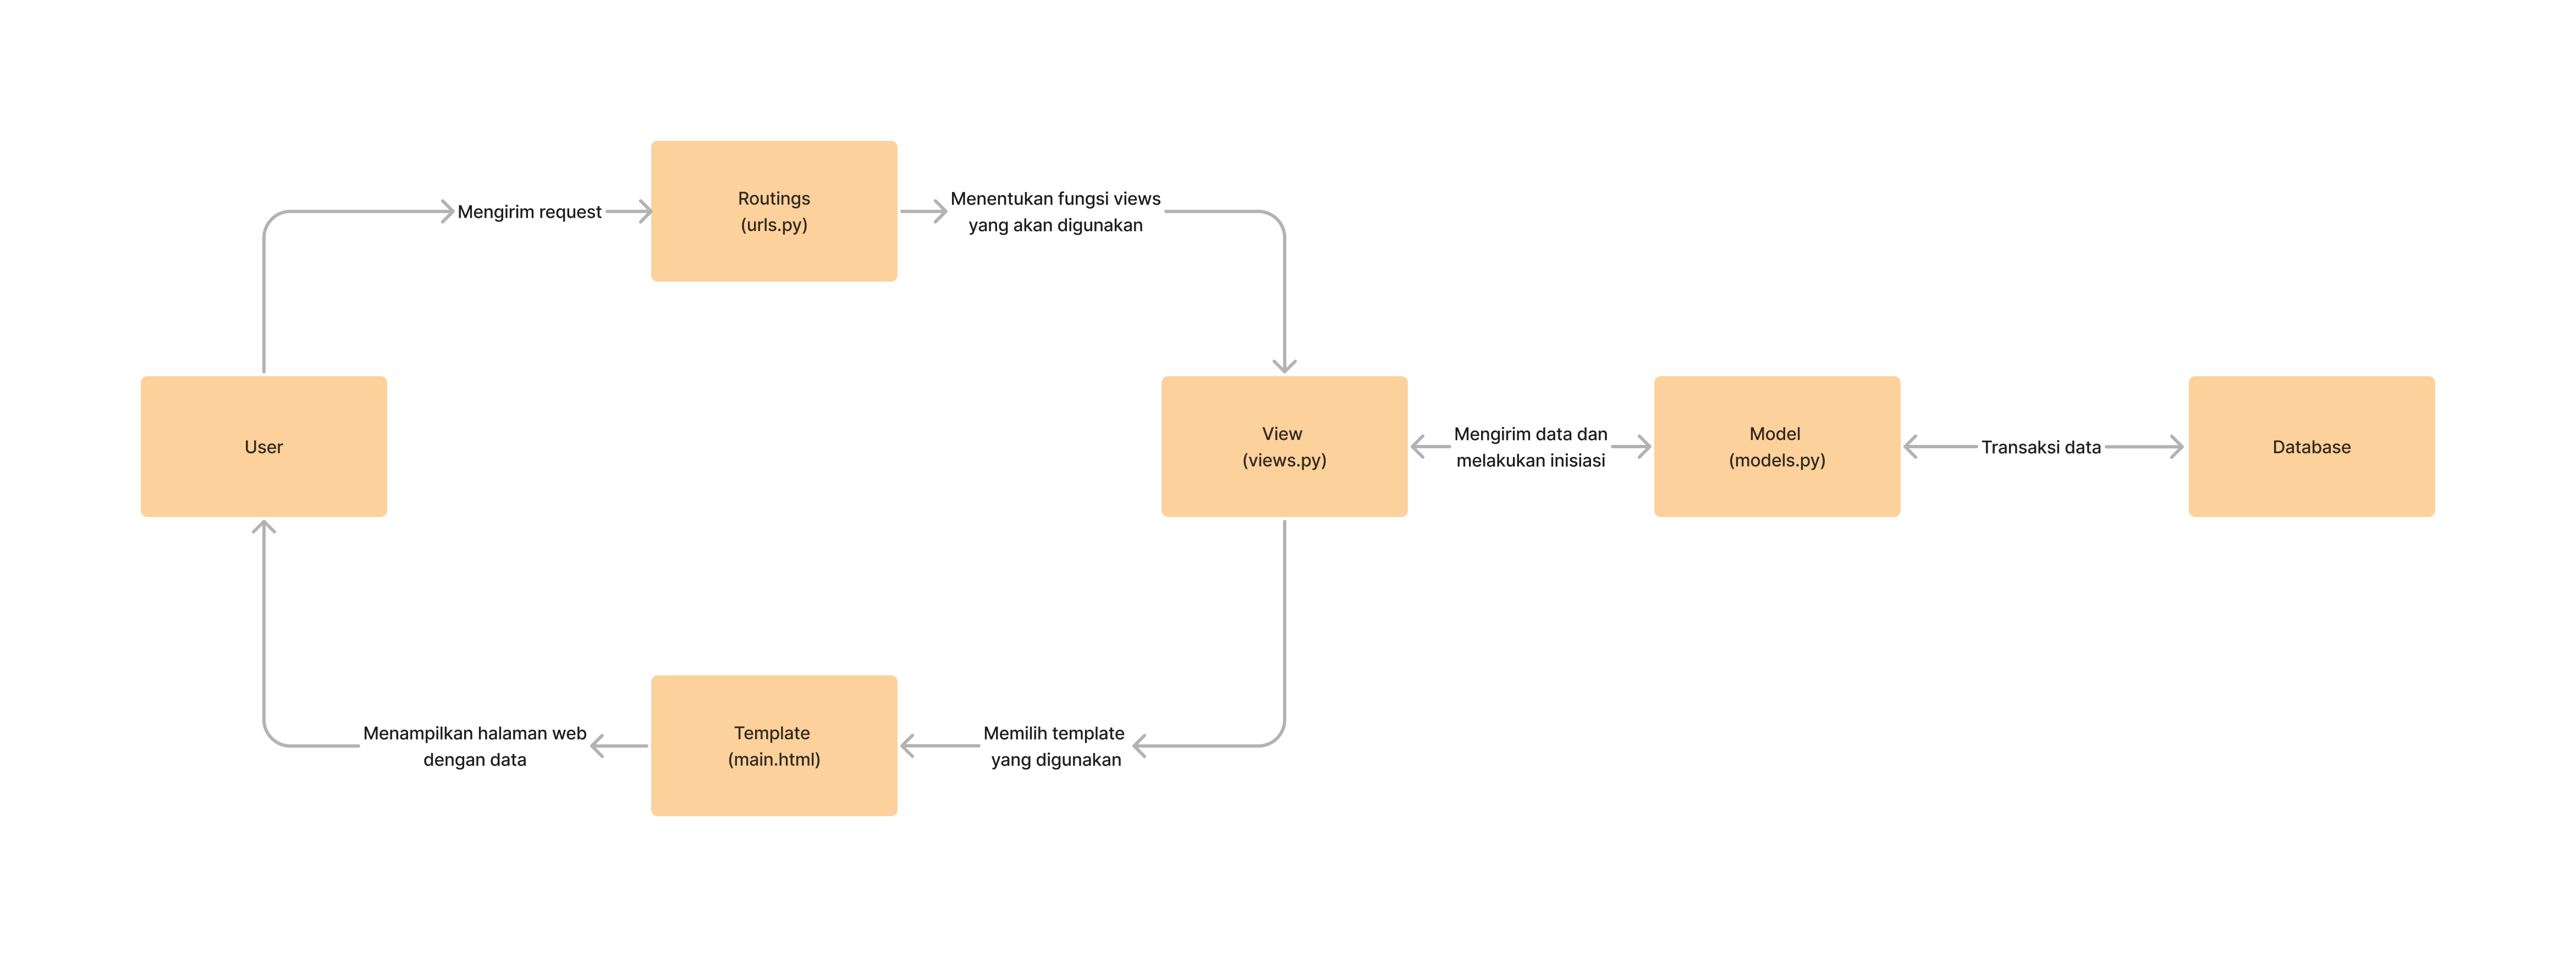 Routings
(urls.py)
Mengirim request
Menentukan fungsi views
yang akan digunakan
User
View
(views.py)
Mengirim data dan
melakukan inisiasi
Model
(models.py)
Transaksi data
Database
Menampilkan halaman web
dengan data
Template
(main.html)
Memilih template
yang digunakan